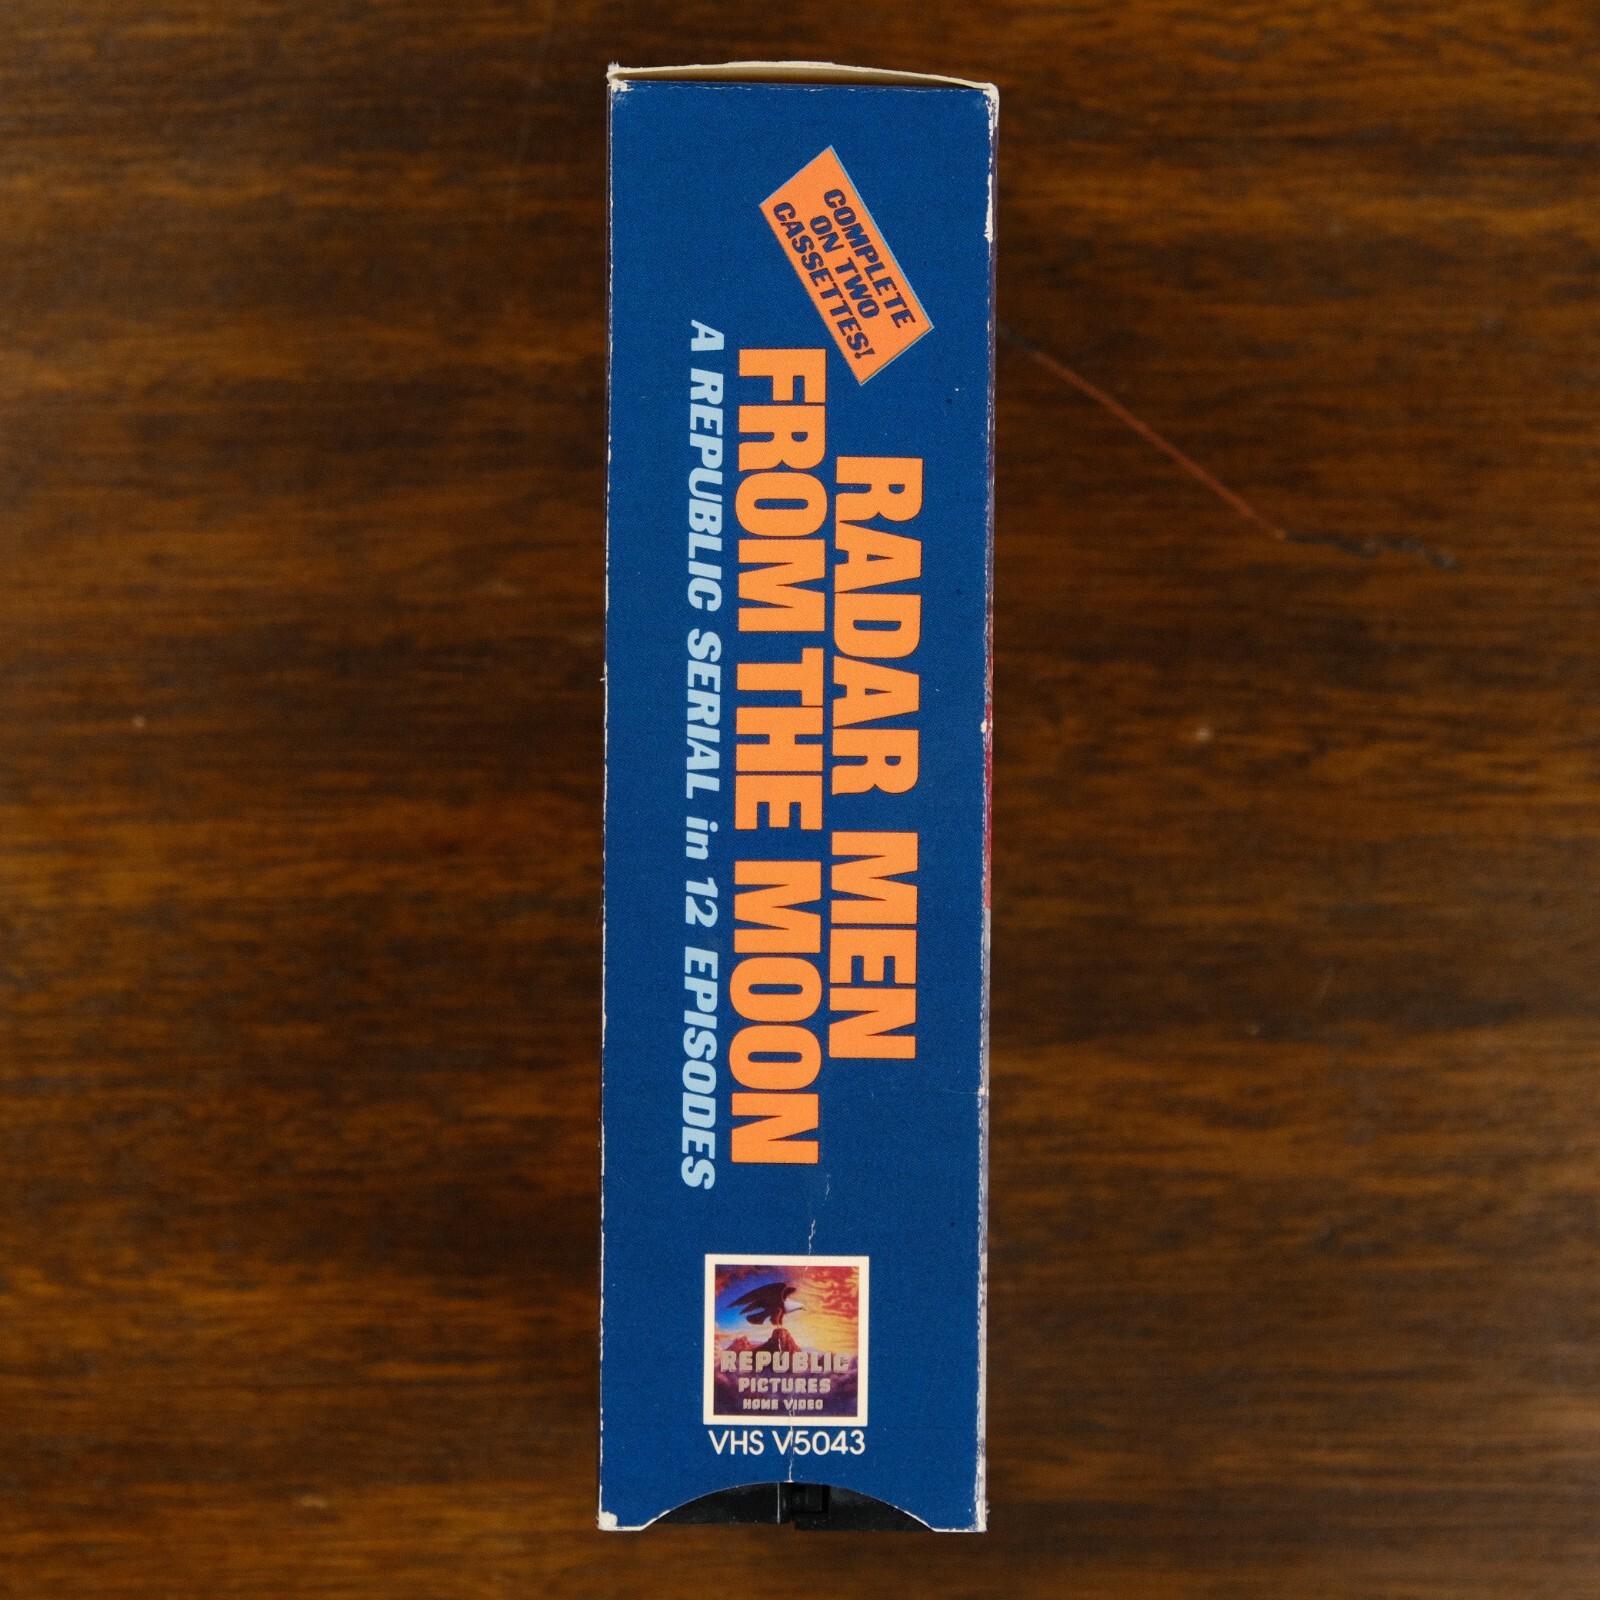 COMPLETE
ON TWO
CASSETTES!
RADAR MEN
FROM THE MOON
A REPUBLIC SERIAL in 12 EPISODES
REPUBLIC
PICTURES
HOME VIDEO
VHS V5043